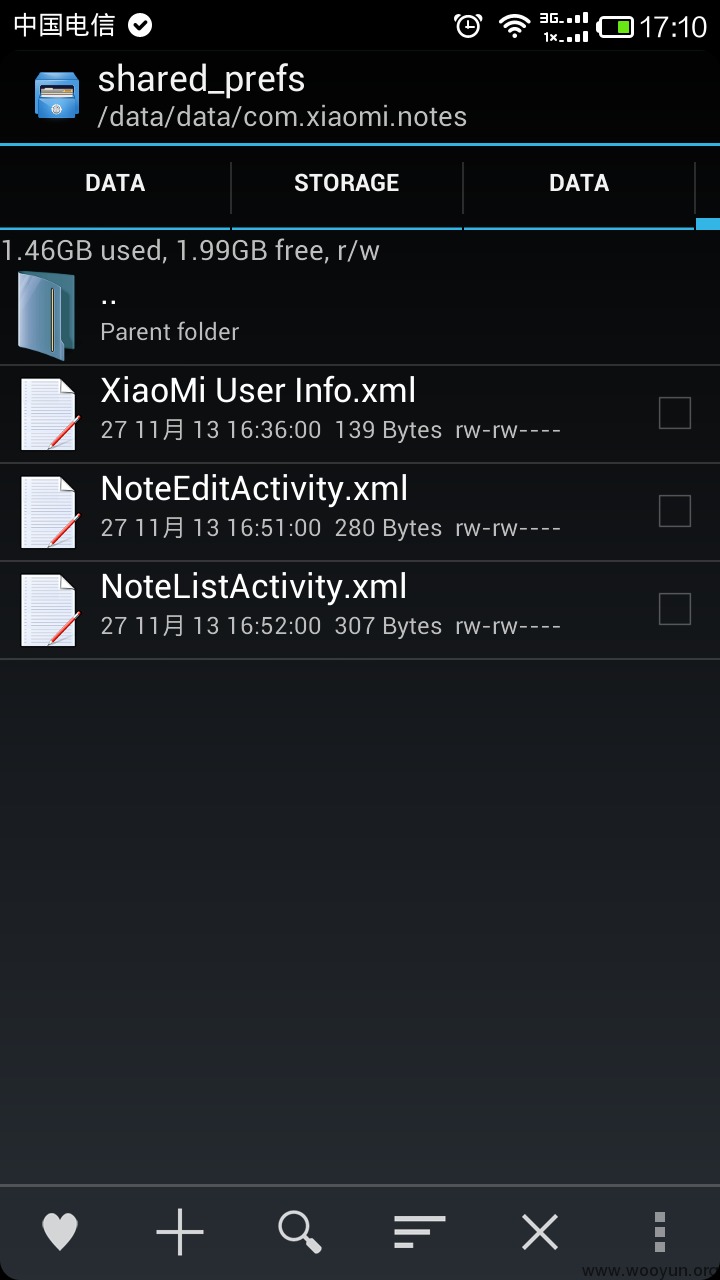 中国电信
3G
1×
17:10
shared_prefs
/data/data/com.xiaomi.notes
DATA
STORAGE
DATA
1.46GB used, 1.99GB free, r/w
..
Parent folder
XiaoMi User Info.xml
27 11月 13 16:36:00 139 Bytes rw-rw----
NoteEditActivity.xml
27 11月 13 16:51:00 280 Bytes rw-rw----
NoteListActivity.xml
27 11月 13 16:52:00 307 Bytes rw-rw----
www.wooyun.org